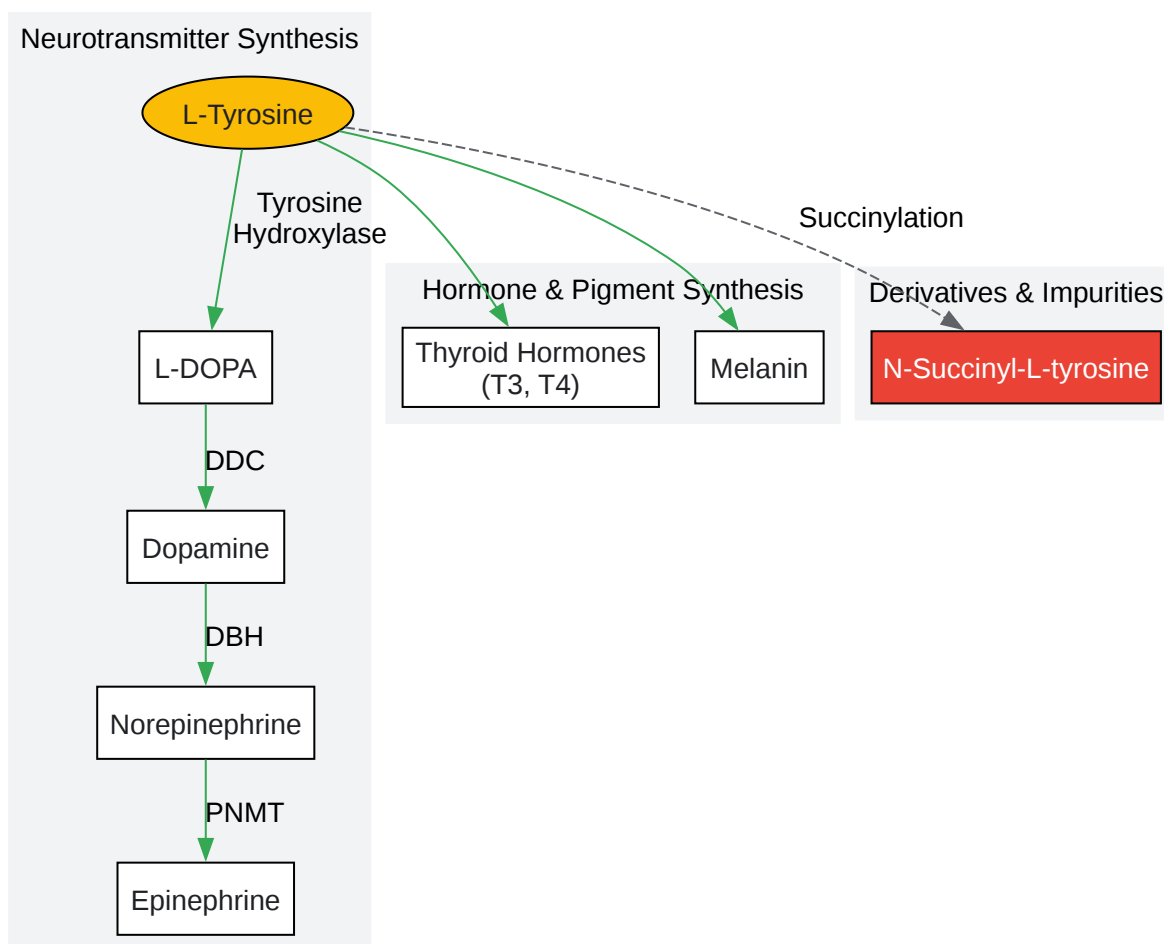 Neurotransmitter Synthesis
L-Tyrosine
Tyrosine
Hydroxylase
Succinylation
Hormone & Pigment Synthesis
Derivatives & Impurities
L-DOPA
Thyroid Hormones
(T3, T4)
Melanin
N-Succinyl-L-tyrosine
DDC
Dopamine
DBH
Norepinephrine
PNMT
Epinephrine